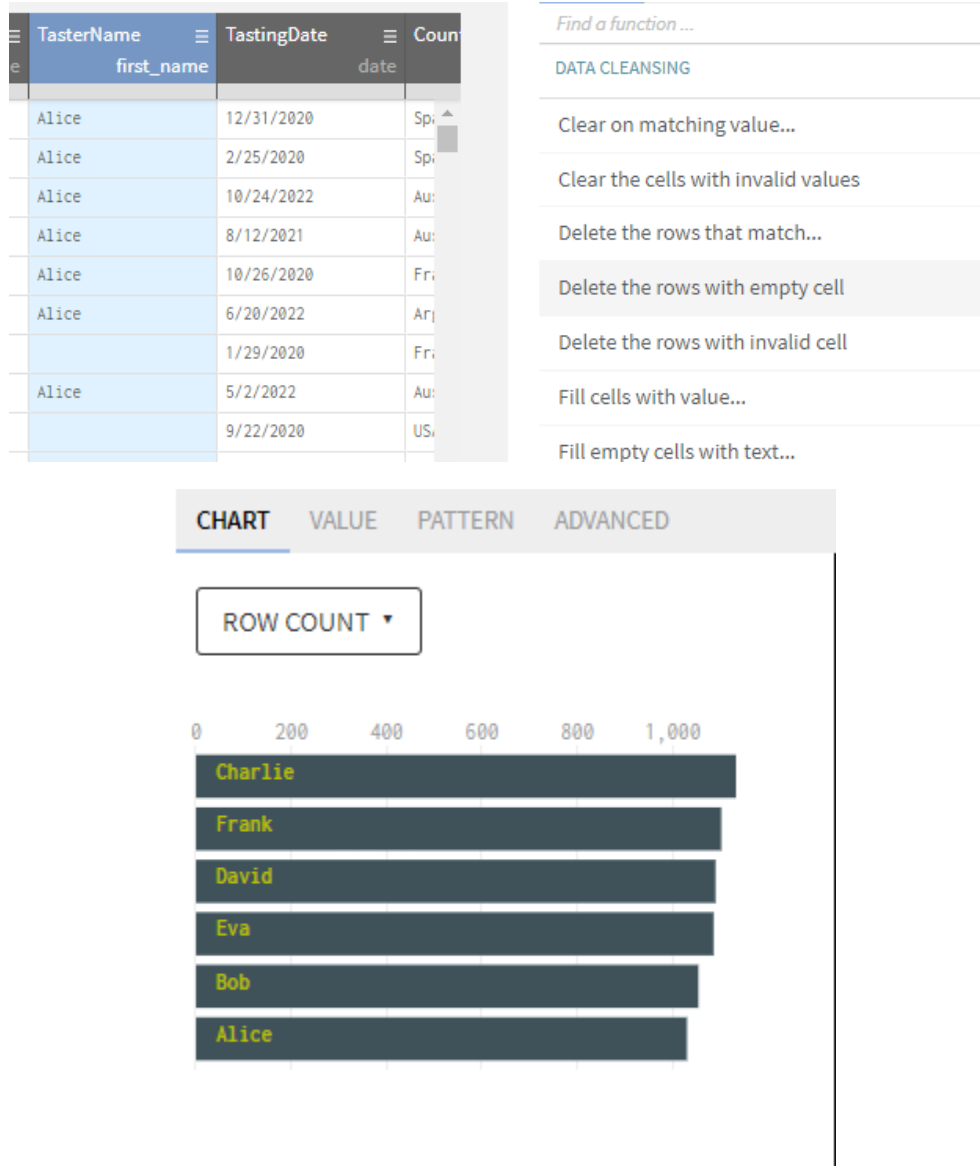 TasterName
first_name
TastingDate
date
Alice 12/31/2020
Alice 2/25/2020
Alice 10/24/2022
Alice 8/12/2021
Alice 10/26/2020
Alice 6/20/2022
1/29/2020
Alice 5/2/2022
9/22/2020
Find a function ...
DATA CLEANSING
Clear on matching value...
Clear the cells with invalid values
Delete the rows that match...
Delete the rows with empty cell
Delete the rows with invalid cell
Fill cells with value...
Fill empty cells with text...
CHART VALUE PATTERN ADVANCED
ROW COUNT
0 200 400 600 800 1,000
Charlie
Frank
David
Eva
Bob
Alice